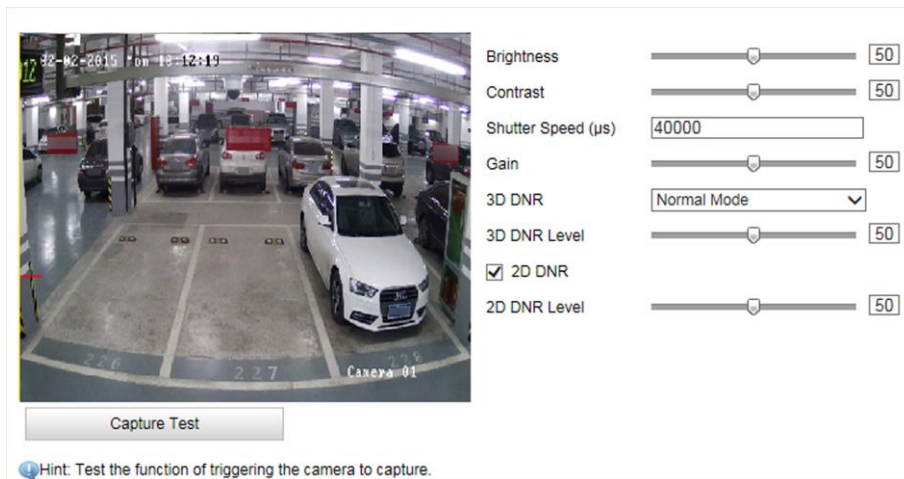 02-02-2015 Mon 18:12:19
12
226
227
228
Camera 01
Brightness 50
Contrast 50
Shutter Speed (µs) 40000
Gain 50
3D DNR Normal Mode
3D DNR Level 50
2D DNR
2D DNR Level 50
Capture Test
Hint: Test the function of triggering the camera to capture.